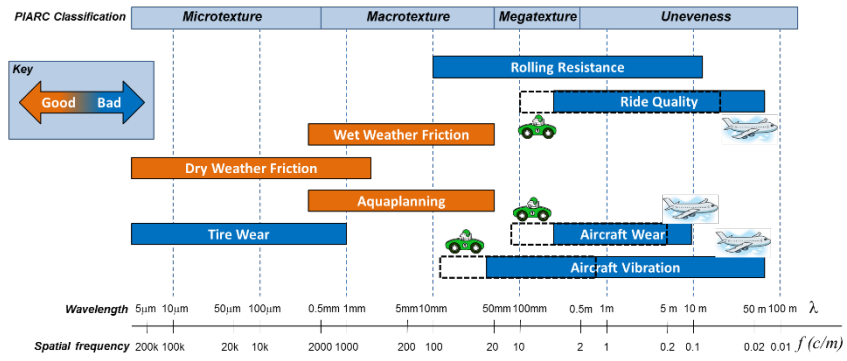 PIARC Classification Microtexture Macrotexture Megatexture Uneveness
Key
Good Bad
Rolling Resistance
Ride Quality
Wet Weather Friction
Dry Weather Friction
Aquaplanning
Tire Wear
Aircraft Wear
Aircraft Vibration
Wavelength 5μm 10μm 50μm 100μm 0.5mm 1mm 5mm 10mm 50mm 100mm 0.5m 1m 5 m 10 m 50 m 100 m λ
Spatial frequency 200k 100k 20k 10k 2000 1000 200 100 20 10 2 1 0.2 0.1 0.02 0.01 f (c/m)